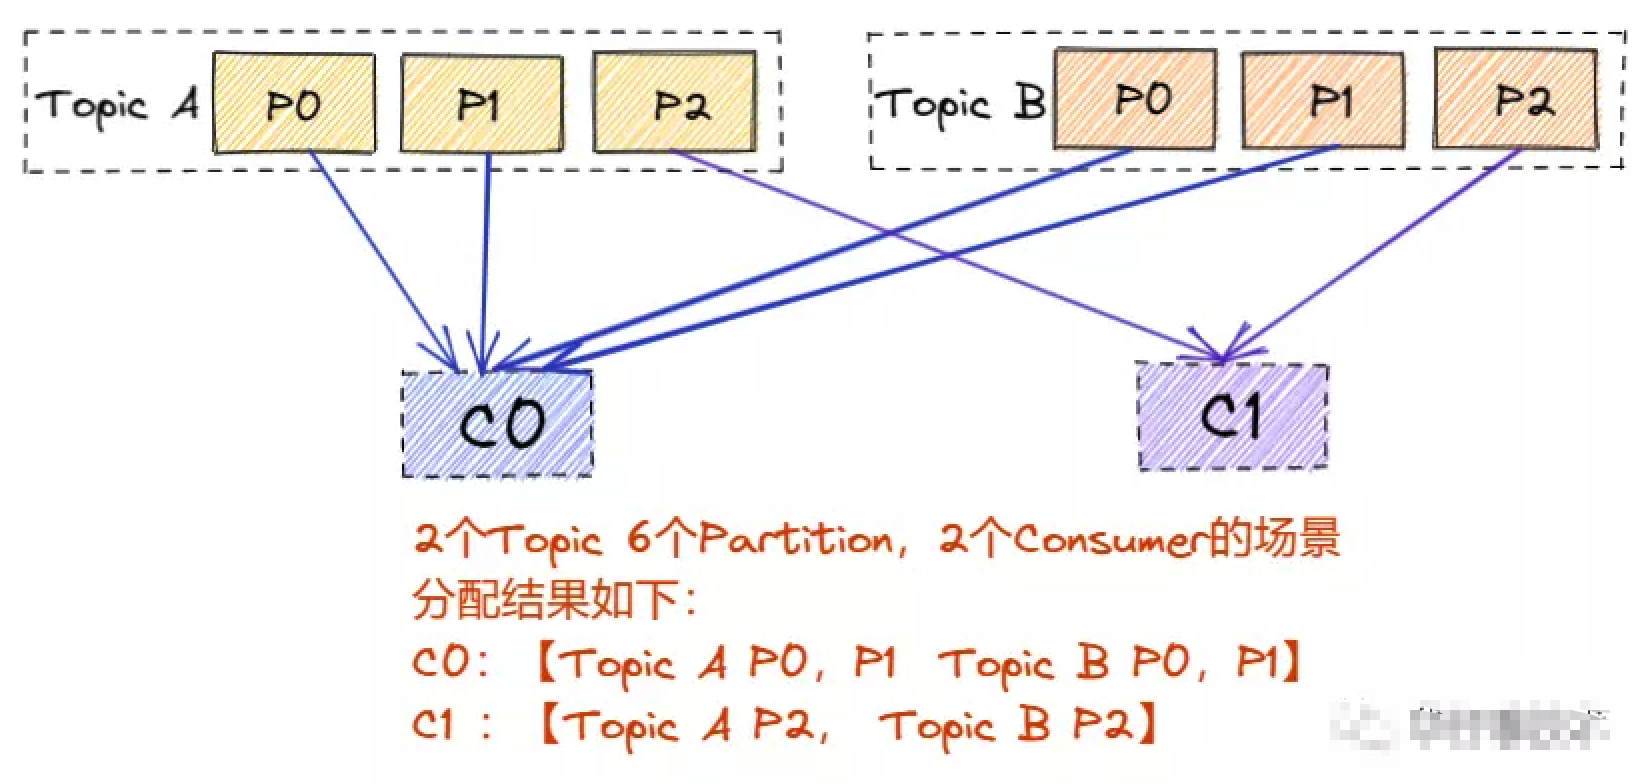 Topic A P0 P1 P2
Topic B P0 P1 P2
C0
C1
2个Topic 6个Partition，2个Consumer的场景
分配结果如下：
C0：【Topic A P0，P1 Topic B P0，P1】
C1：【Topic A P2， Topic B P2】